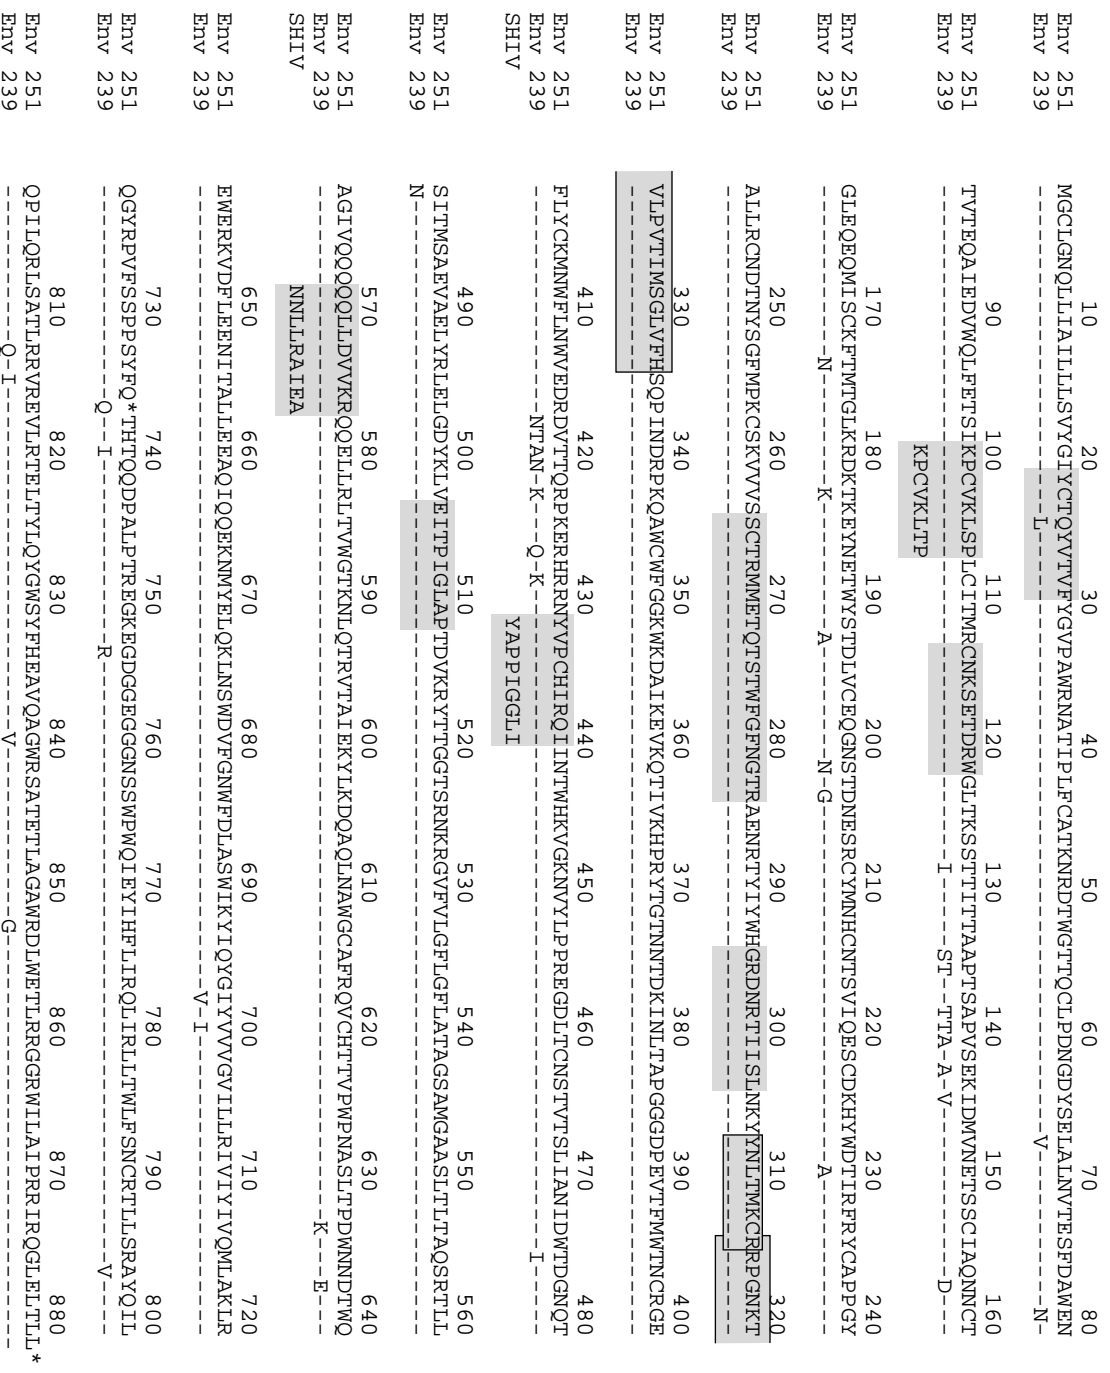 10 20 30 40 50 60 70 80
Env 251 MGCLGNQLLIAILLLSVYGIYCTQYVTVFYGVPAWRNATIPLFCATKNRDTWGTTQCLPDNGDYSELALNVTESFDAWEN
Env 239 -----------------------L------------------------------------------V-----------N-
90 100 110 120 130 140 150 160
Env 251 TVTEQAIEDVWQLFETSIKPCVKLSPLCITMRCNKSETDRWGLTKSSTTITTAAPTSAPVSEKIDMVNETSSCIAQNNCT
Env 239 -----------------------------------------------I-----ST--TTA-A-V------------D---
KPCVKLTP
170 180 190 200 210 220 230 240
Env 251 GLEQEQMISCKFTMTGLKRDKTKEYNETWYSTDLVCEQGNSTDNESRCYMNHCNTSVIQESCDKHYWDTIRFRYCAPPGY
Env 239 ------------N--------K---------A--------N-G-------------------------A-----------
250 260 270 280 290 300 310 320
Env 251 ALLRCNDTNYSGFMPKCSKVVVSSCTRMMETQTSTWFGFNGTRAENRTYIYWHGRDNRTIISLNKYYNLTMKCRRPGNKT
Env 239 --------------------------------------------------------------------------------
330 340 350 360 370 380 390 400
Env 251 VLPVTIMSGLVFHSQPINDRPKQAWCWFGGKWKDAIKEVKQTIVKHPRYTGTNNTDKINLTAPGGGDPEVTFMWTNCRGE
Env 239 --------------------------------------------------------------------------------
410 420 430 440 450 460 470 480
Env 251 FLYCKMNWFLNWVEDRDVTTQRPKERHRRNYVPCHIRQIINTWHKVGKNVYLPPREGDLTCNSTVTSLIANIDWTDGNQT
Env 239 ----------------NTAN-K---Q-K----------------------------------------------I-----
SHIV YAPPIGGLI
490 500 510 520 530 540 550 560
Env 251 SITMSAEVAELYRLELGDYKLVEITPIGLAPTDVKRYTTGGTSRNKRGVFVLGFLGFLATAGSAMGAASLTLTAQSRTLL
Env 239 N-------------------------------------------------------------------------------
570 580 590 600 610 620 630 640
Env 251 AGIVQQQQQLLDVVKRQQELLRLTVWGTKNLQTRVTAIEKYLKDQAQLNAWGCAFRQVCHTTVPWPNASLTPDWNNDTWQ
Env 239 ------------------------------------------------------------------------K---E---
SHIV NNLLRAIEA
650 660 670 680 690 700 710 720
Env 251 EWERKVDFLEENITALLEEAQIQQEKNMYELQKLNSWDVFGNWFDLASWIKYIQYGIYVVVGVILLRIVIYIVQMLAKLR
Env 239 --------------------------------------------------------V-I---------------------
730 740 750 760 770 780 790 800
Env 251 QGYRPVFSSPPSYFQ*THTQQDPALPTREGKEGDGGEGGGNSSWPWQIEYIHFLIRQLIRLLTWLFSNCRTLLSRAYQIL
Env 239 ---------------Q--I-------------R------------------------------------------V----
810 820 830 840 850 860 870 880
Env 251 QPILQRLSATLRRVREVLRTELTYLQYGWSYFHEAVQAGWRSATETLAGAWRDLWETLRRGGRWILAIPRRIRQGLELTLL*
Env 239 -----------Q-I------------------------V------------G----------------------------